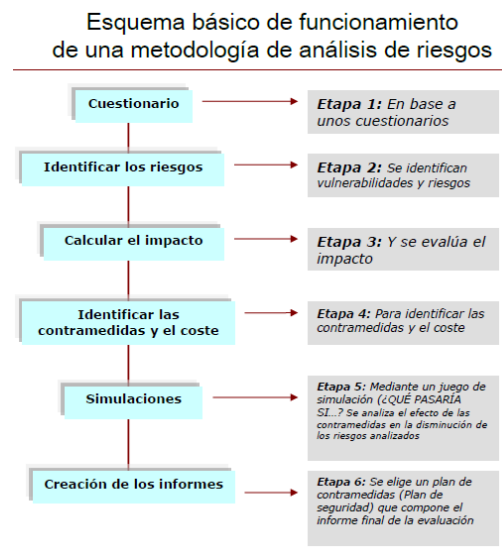 Esquema básico de funcionamiento
de una metodología de análisis de riesgos
Cuestionario
Etapa 1: En base a
unos cuestionarios
Identificar los riesgos
Etapa 2: Se identifican
vulnerabilidades y riesgos
Calcular el impacto
Etapa 3: Y se evalúa el
impacto
Identificar las
contramedidas y el coste
Etapa 4: Para identificar las
contramedidas y el coste
Simulaciones
Etapa 5: Mediante un juego de
simulación (¿QUÉ PASARÍA
SI...? Se analiza el efecto de las
contramedidas en la disminución de
los riesgos analizados
Creación de los informes
Etapa 6: Se elige un plan de
contramedidas (Plan de
seguridad) que compone el
informe final de la evaluación